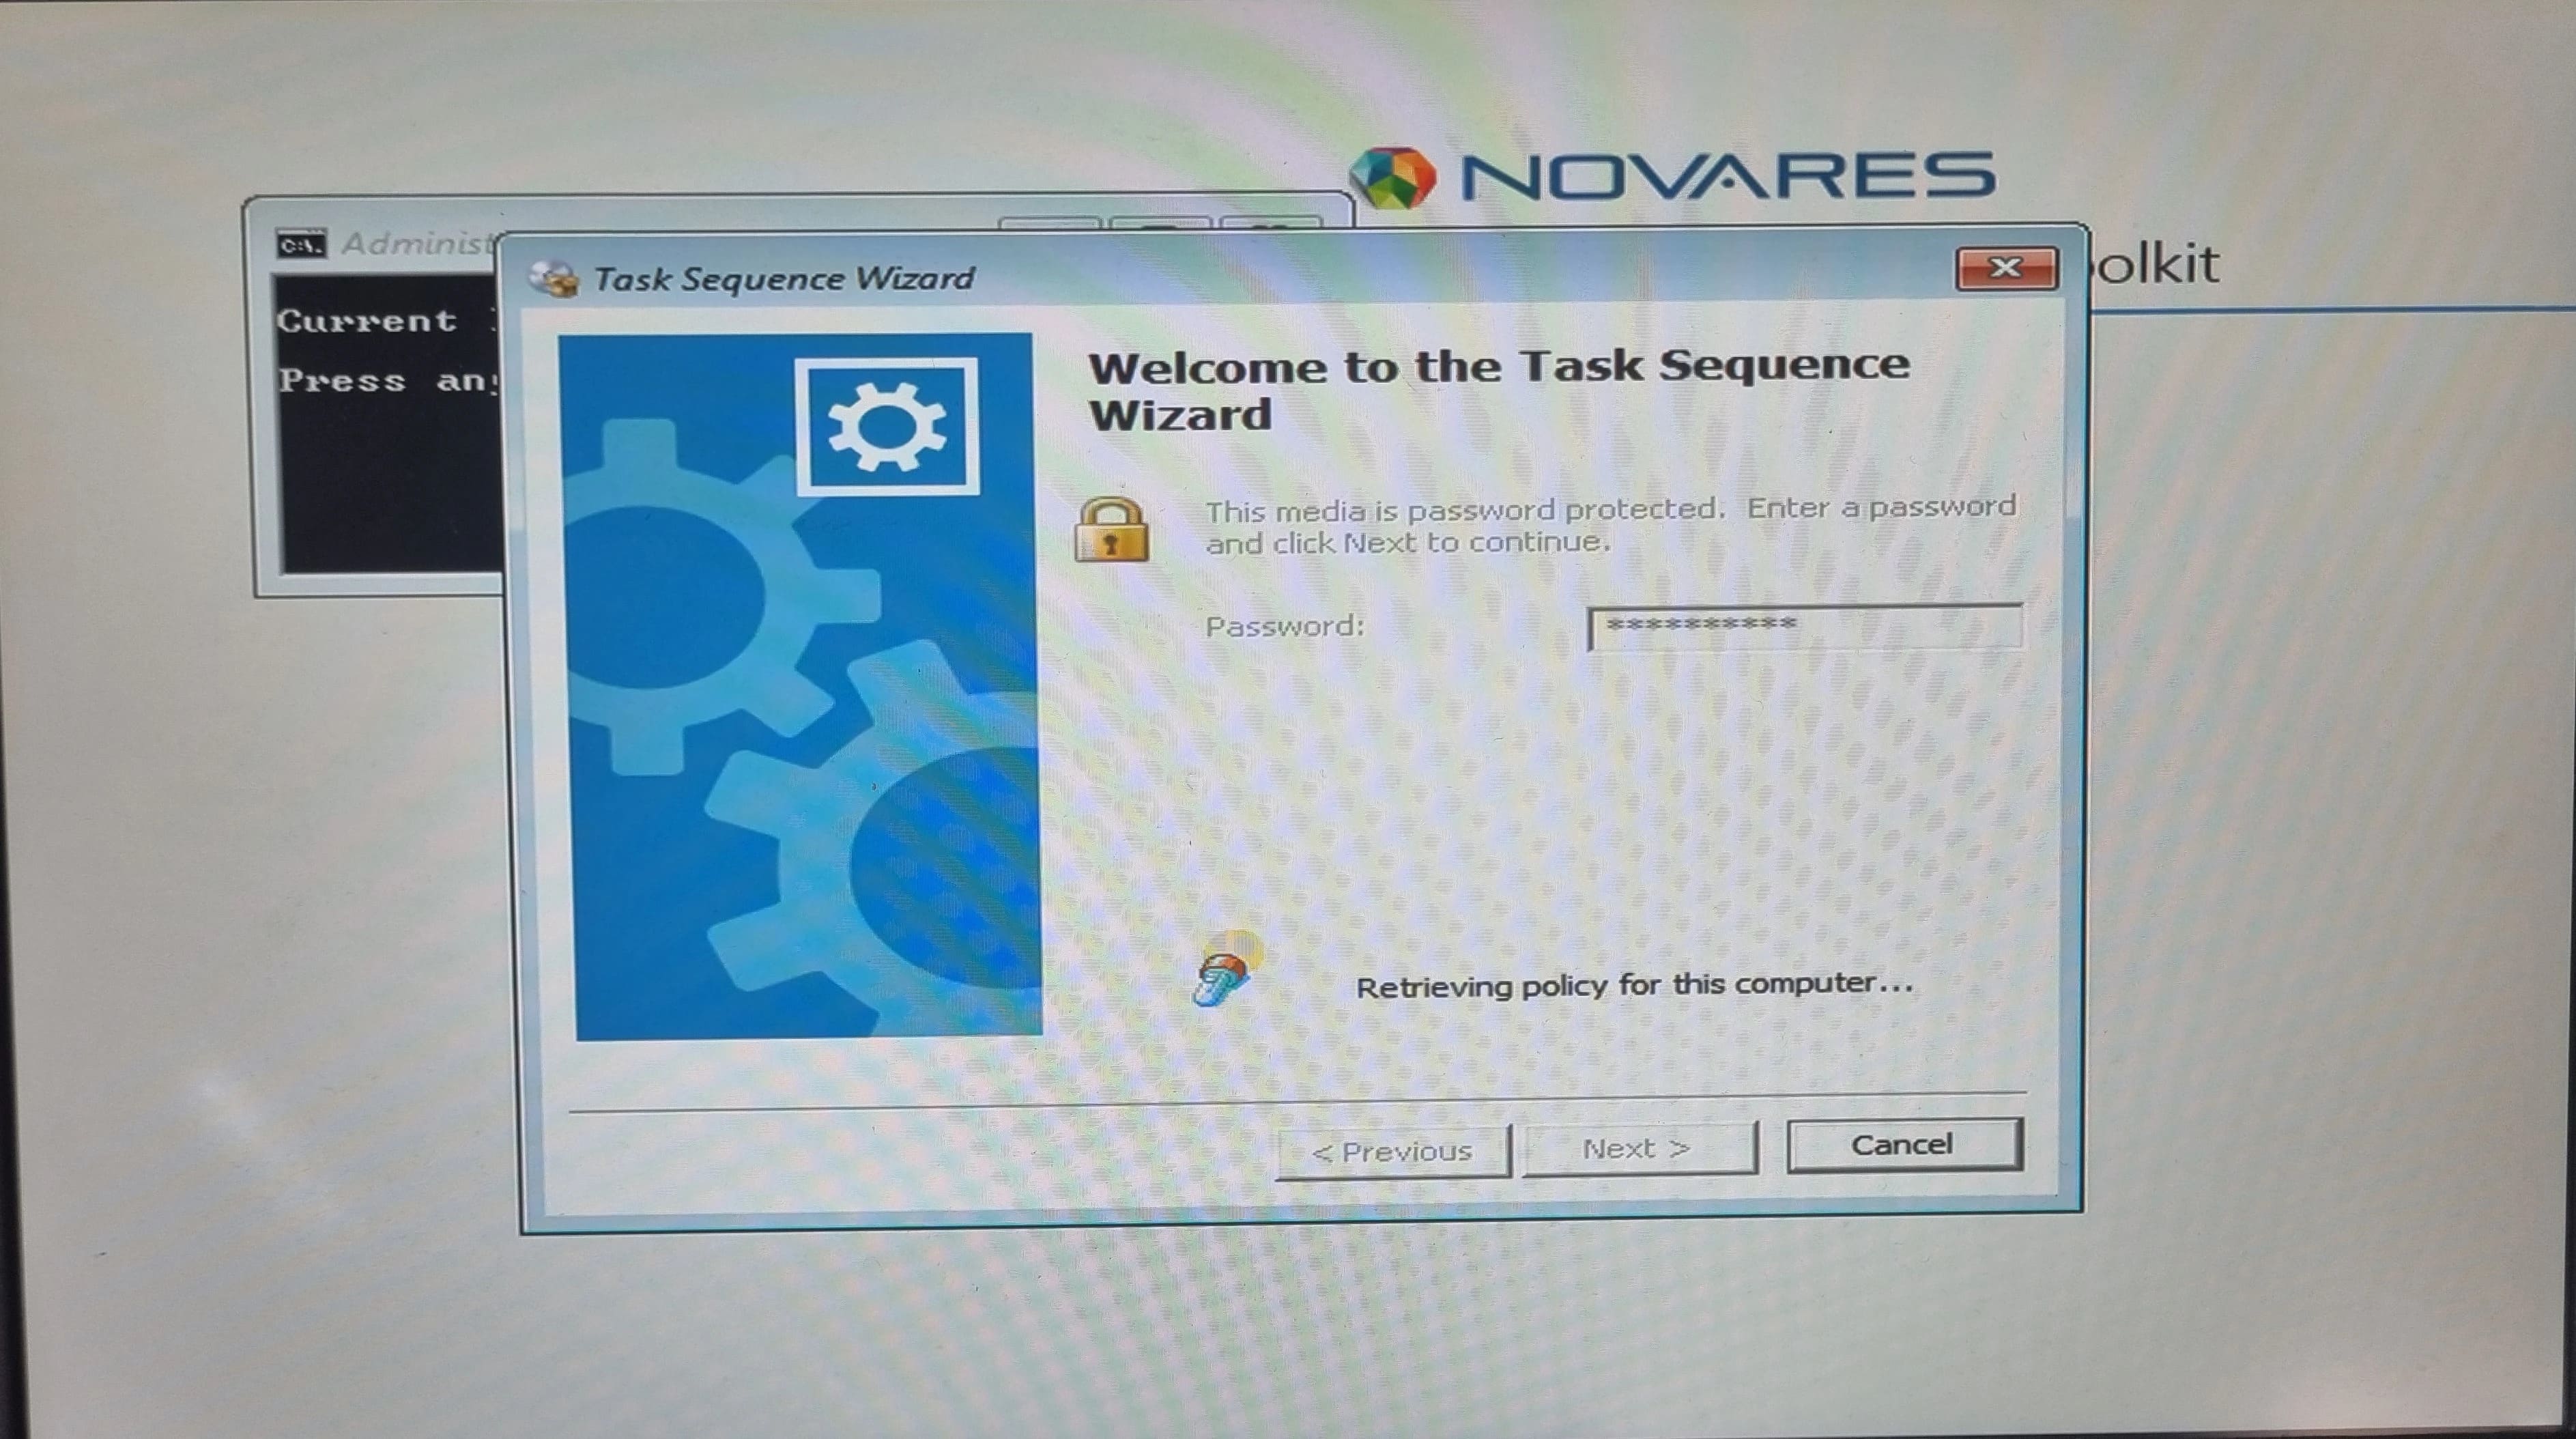 NOVARES
olkit
C:\.
Administ
Current
Press any
Task Sequence Wizard
Welcome to the Task Sequence
Wizard
This media is password protected. Enter a password
and click Next to continue.
Password:
**********
Retrieving policy for this computer...
< Previous
Next >
Cancel